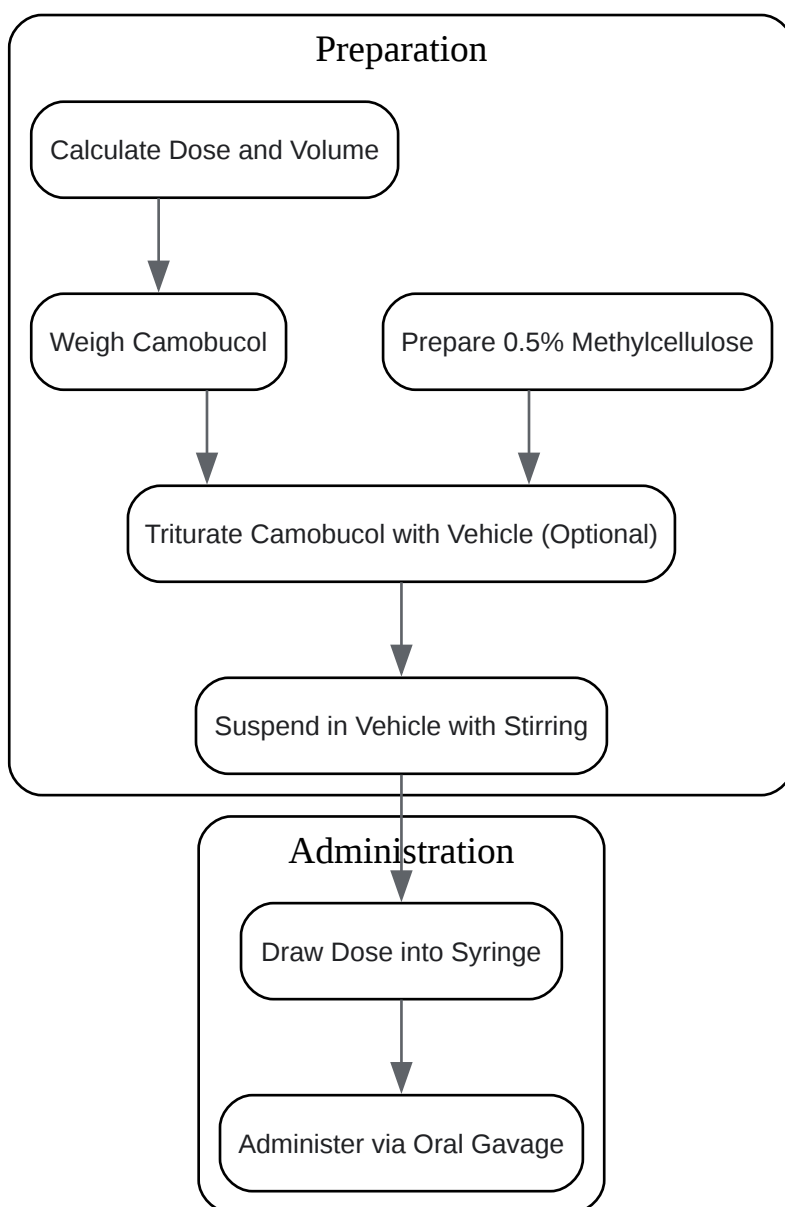 Preparation
Calculate Dose and Volume
Weigh Camobucol
Prepare 0.5% Methylcellulose
Triturate Camobucol with Vehicle (Optional)
Suspend in Vehicle with Stirring
Administration
Draw Dose into Syringe
Administer via Oral Gavage